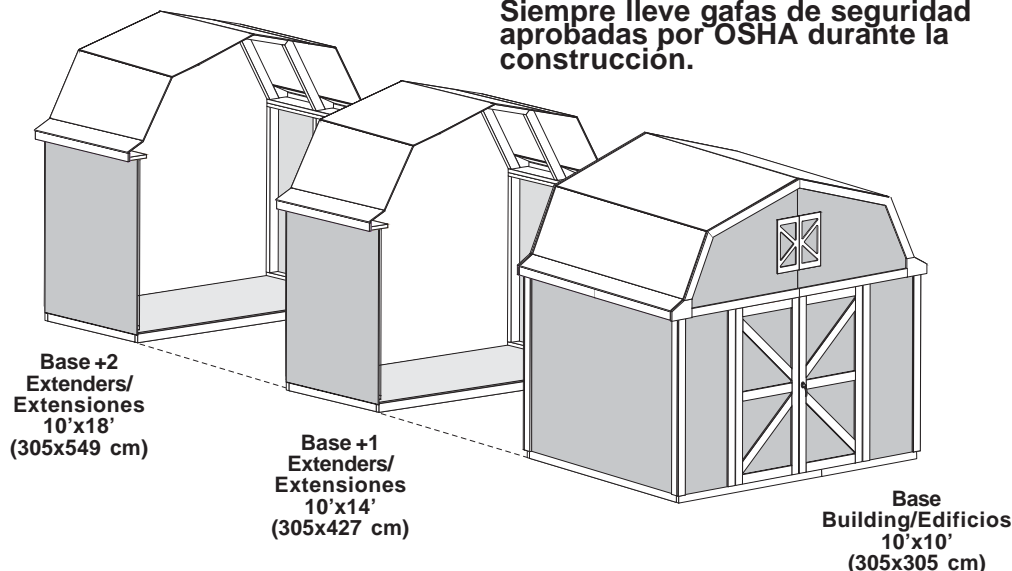 Siempre lleve gafas de seguridad
aprobadas por OSHA durante la
construcción.
Base +2
Extenders/
Extensiones
10’x18’
(305x549 cm)
Base +1
Extenders/
Extensiones
10’x14’
(305x427 cm)
Base
Building/Edificios
10’x10’
(305x305 cm)